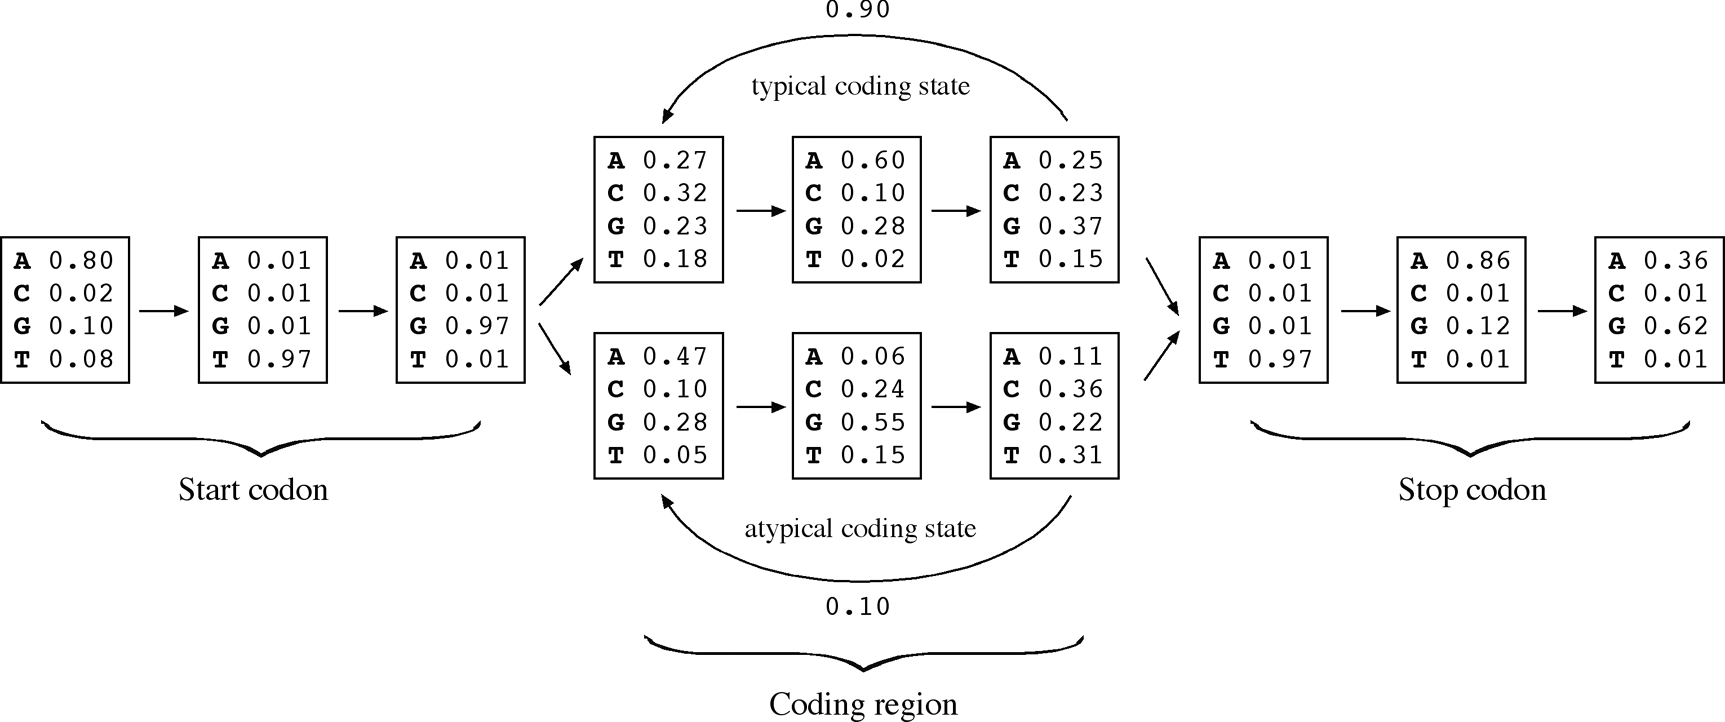 0.90
typical coding state
A 0.27
C 0.32
G 0.23
T 0.18
A 0.60
C 0.10
G 0.28
T 0.02
A 0.25
C 0.23
G 0.37
T 0.15
A 0.80
C 0.02
G 0.10
T 0.08
A 0.01
C 0.01
G 0.01
T 0.97
A 0.01
C 0.01
G 0.97
T 0.01
A 0.47
C 0.10
G 0.28
T 0.05
A 0.06
C 0.24
G 0.55
T 0.15
A 0.11
C 0.36
G 0.22
T 0.31
A 0.01
C 0.01
G 0.01
T 0.97
A 0.86
C 0.01
G 0.12
T 0.01
A 0.36
C 0.01
G 0.62
T 0.01
Start codon
Stop codon
atypical coding state
0.10
Coding region